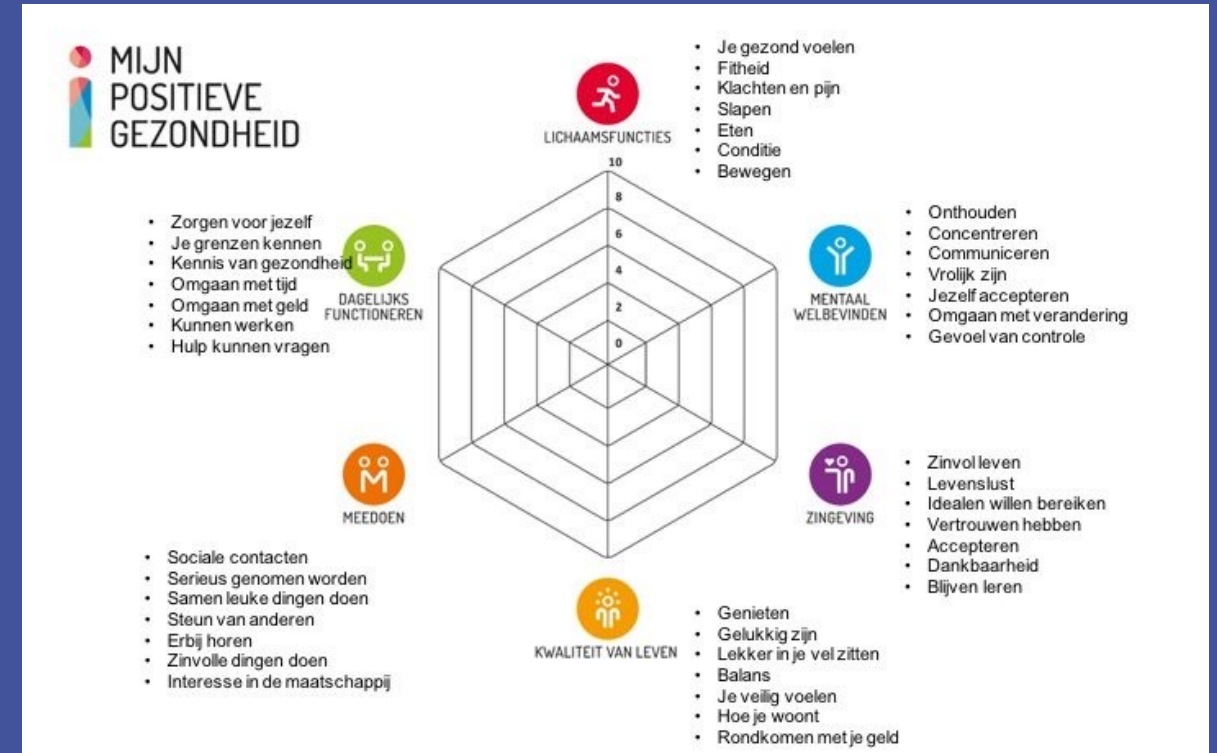 MIJN
POSITIEVE
GEZONDHEID
LICHAAMSFUNCTIES
• Je gezond voelen
• Fitheid
• Klachten en pijn
• Slapen
• Eten
• Conditie
• Bewegen
10
8
6
4
2
0
• Zorgen voor jezelf
• Je grenzen kennen
• Kennis van gezondheid
• Omgaan met tijd
• Omgaan met geld
• Kunnen werken
• Hulp kunnen vragen
DAGELIJKS
FUNCTIONEREN
MENTAAL
WELBEVINDEN
• Onthouden
• Concentreren
• Communiceren
• Vrolijk zijn
• Jezelf accepteren
• Omgaan met verandering
• Gevoel van controle
MEEDOEN
• Sociale contacten
• Serieus genomen worden
• Samen leuke dingen doen
• Steun van anderen
• Erbij horen
• Zinvolle dingen doen
• Interesse in de maatschappij
ZINGEVING
• Zinvol leven
• Levenslust
• Idealen willen bereiken
• Vertrouwen hebben
• Accepteren
• Dankbaarheid
• Blijven leren
KWALITEIT VAN LEVEN
• Genieten
• Gelukkig zijn
• Lekker in je vel zitten
• Balans
• Je veilig voelen
• Hoe je woont
• Rondkomen met je geld